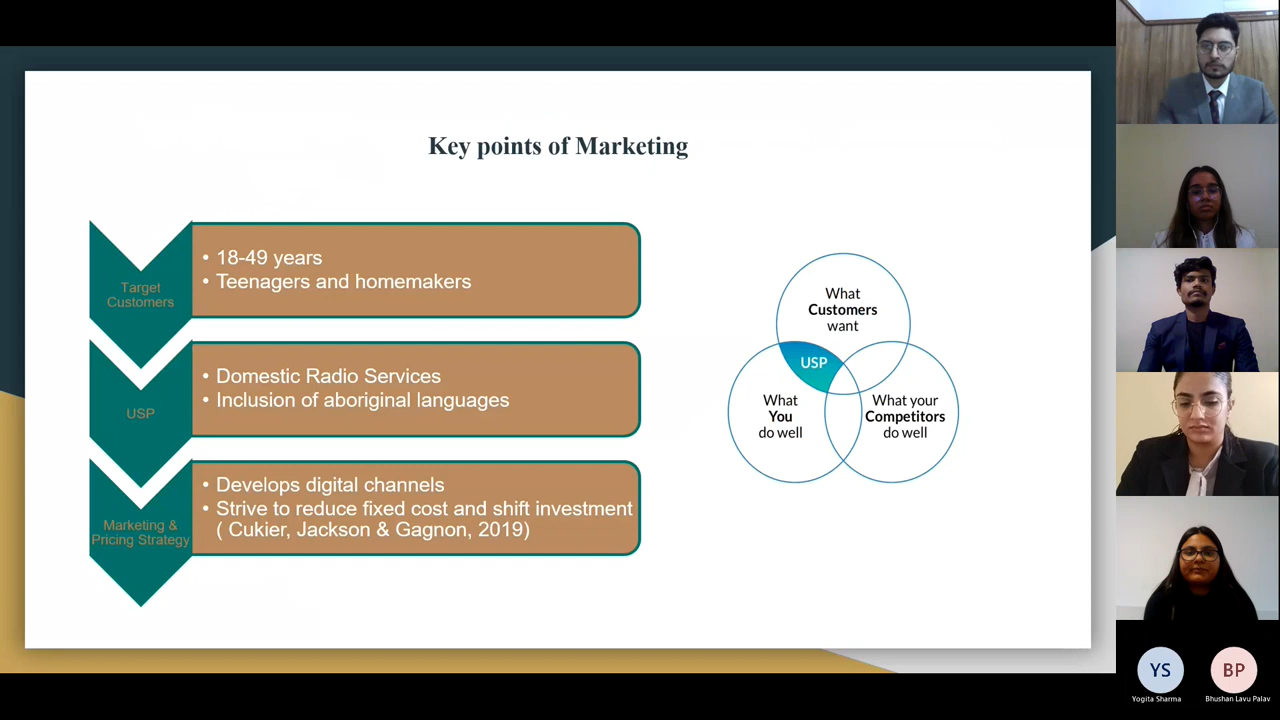 Key points of Marketing
Target
Customers
• 18-49 years
• Teenagers and homemakers
USP
• Domestic Radio Services
• Inclusion of aboriginal languages
Marketing &
Pricing Strategy
• Develops digital channels
• Strive to reduce fixed cost and shift investment
( Cukier, Jackson & Gagnon, 2019)
What
Customers
want
USP
What
You
do well
What your
Competitors
do well
YS
Yogita Sharma
BP
Bhushan Lavu Palav